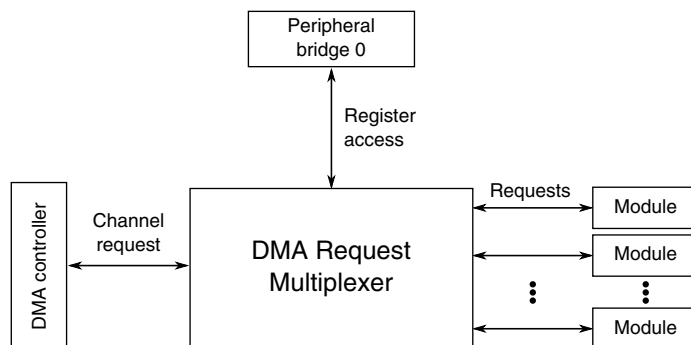 Peripheral
bridge 0
Register
access
DMA controller
Channel
request
DMA Request
Multiplexer
Requests
Module
Module
Module